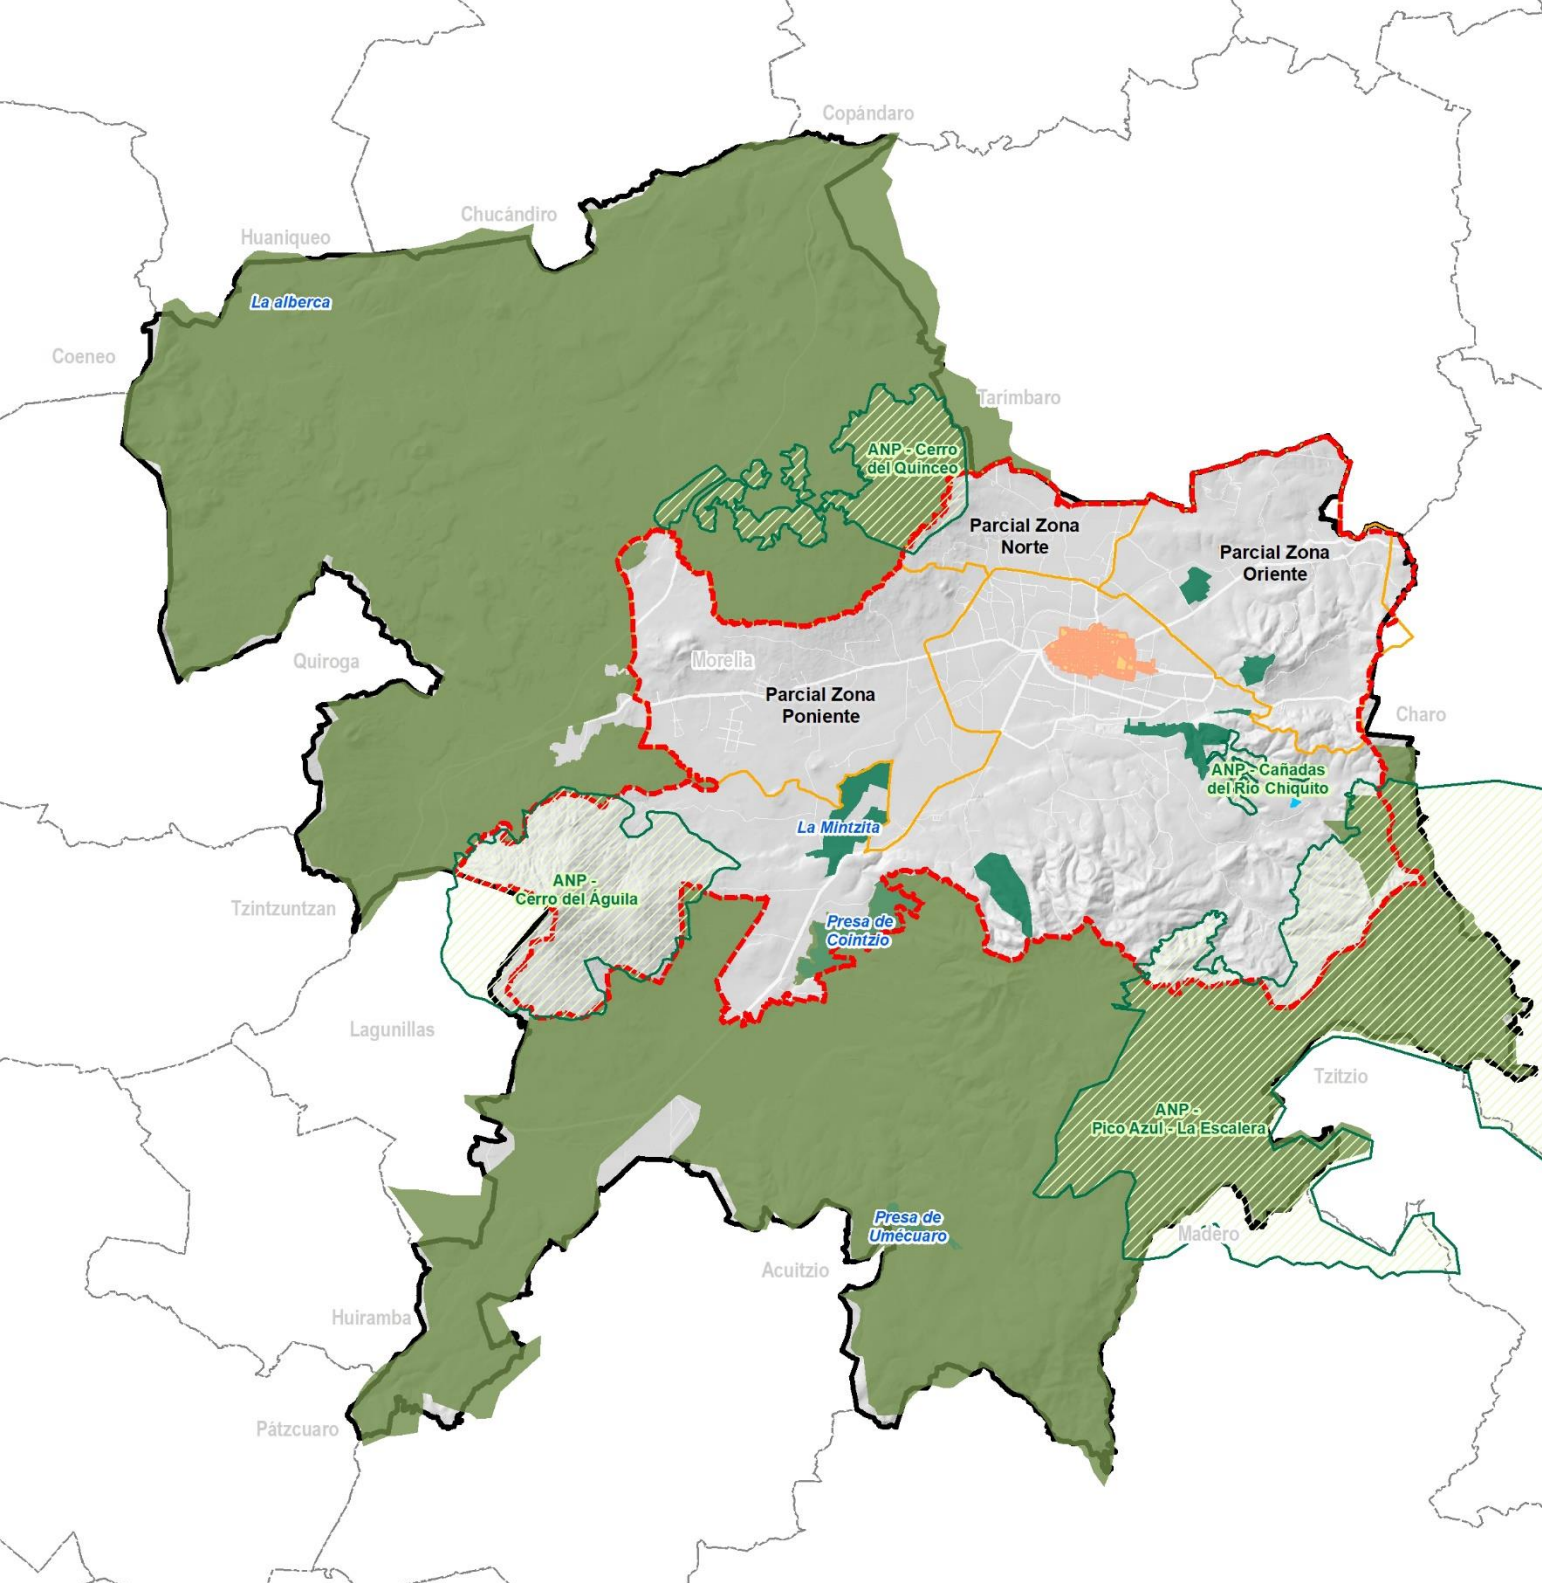 Copándaro
Chucándiro
Huaniqueo
La alberca
Coeneo
Tarímbaro
ANP - Cerro
del Quinceo
Parcial Zona
Norte
Parcial Zona
Oriente
Quiroga
Morelia
Parcial Zona
Poniente
Charo
ANP - Cañadas
del Río Chiquito
La Mintzita
ANP -
Cerro del Águila
Tzintzuntzan
Presa de
Cointzio
Lagunillas
Tzitzio
ANP -
Pico Azul - La Escalera
Presa de
Umécuaro
Madero
Acuitzio
Huiramba
Pátzcuaro